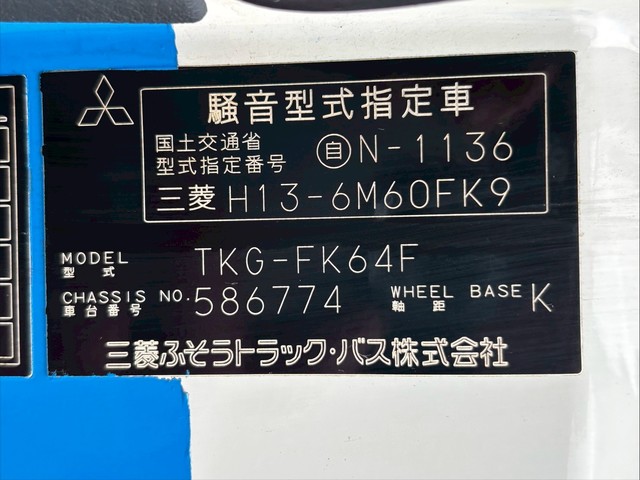 騒音型式指定車
国土交通省
型式指定番号 自N-1136
三菱 H13-6M60FK9
MODEL
型式 TKG-FK64F
CHASSIS NO. 586774 WHEEL BASE K
車台番号 軸距
三菱ふそうトラック・バス株式会社